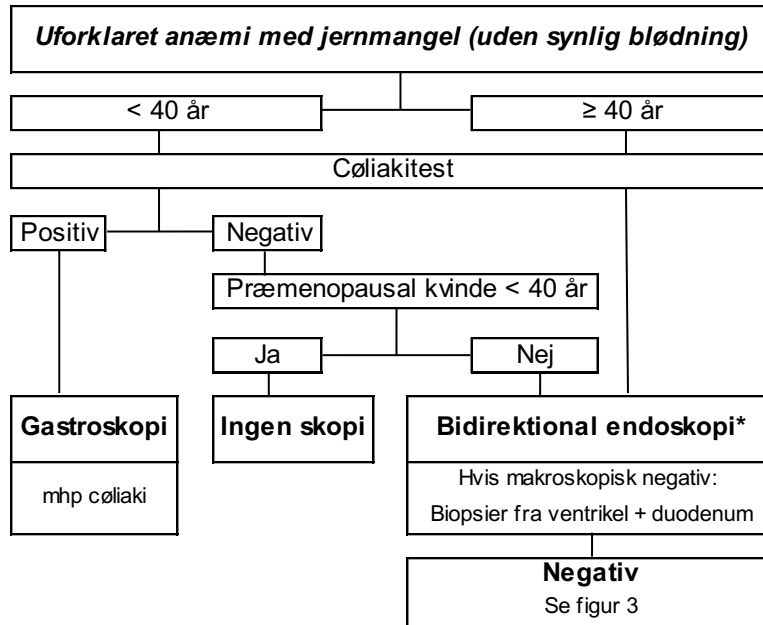 Uforklaret anæmi med jernmangel (uden synlig blødning)
< 40 år
≥ 40 år
Cøliakitest
Positiv
Negativ
Præmenopausal kvinde < 40 år
Ja
Nej
Gastroskopi
mhp cøliaki
Ingen skopi
Bidirektional endoskopi*
Hvis makroskopisk negativ:
Biopsier fra ventrikel + duodenum
Negativ
Se figur 3